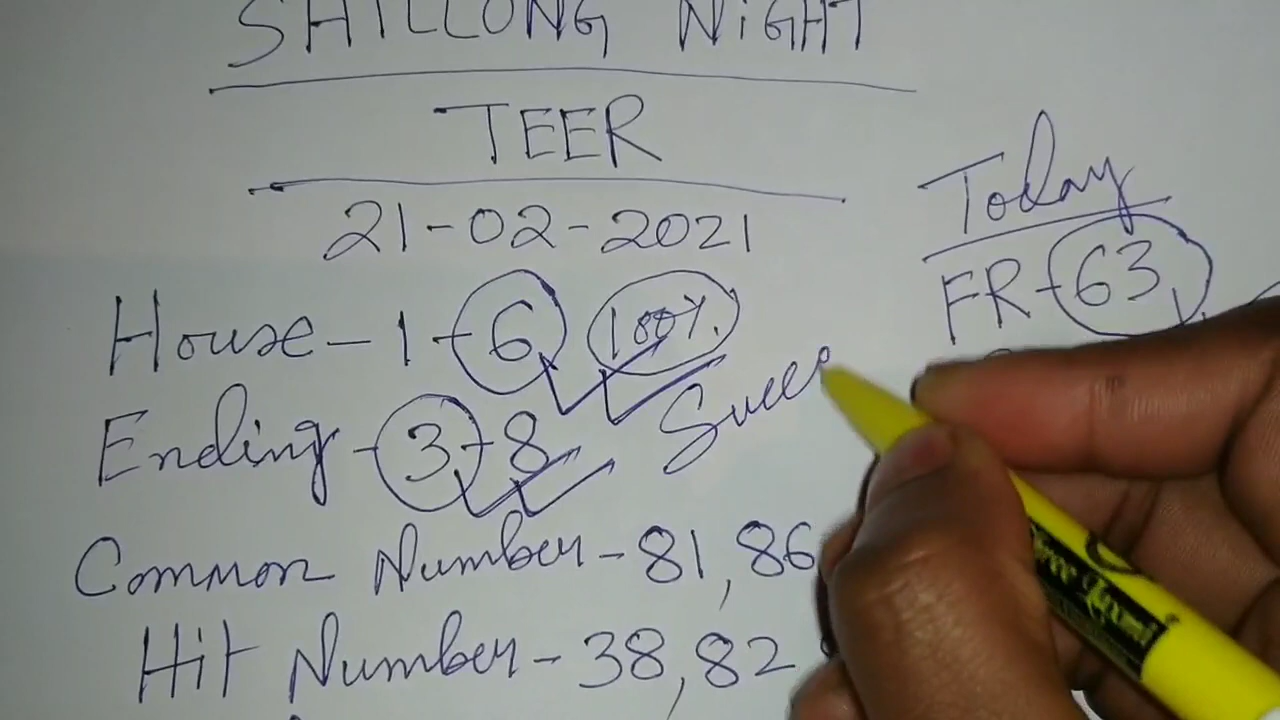 SHILLONG NIGHT
TEER
21-02-2021
House-1-6 100%.
Ending-3-8
Common Number-81,86
Hit Number-38,82
Today
FR-63